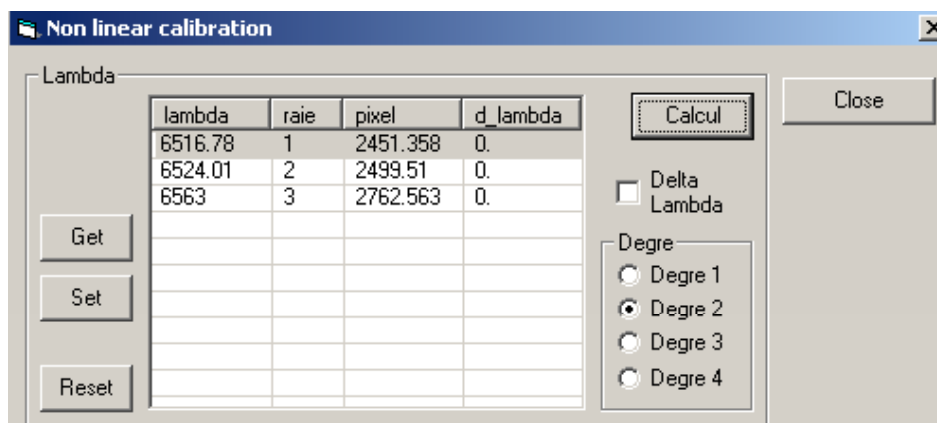 Non linear calibration
Lambda
lambda raie pixel d_lambda
6516.78 1 2451.358 0.
6524.01 2 2499.51 0.
6563 3 2762.563 0.
Get
Set
Reset
Calcul
Delta
Lambda
Degre
Degre 1
Degre 2
Degre 3
Degre 4
Close